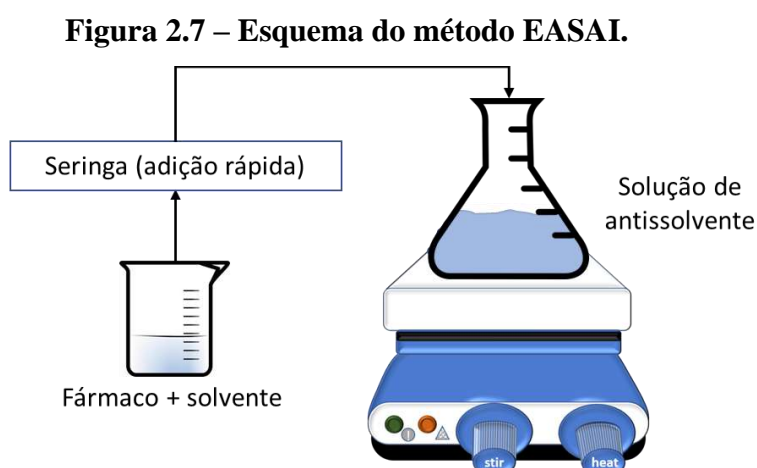 Figura 2.7 – Esquema do método EASAI.
Seringa (adição rápida)
Solução de
antissolvente
Fármaco + solvente
stir
heat